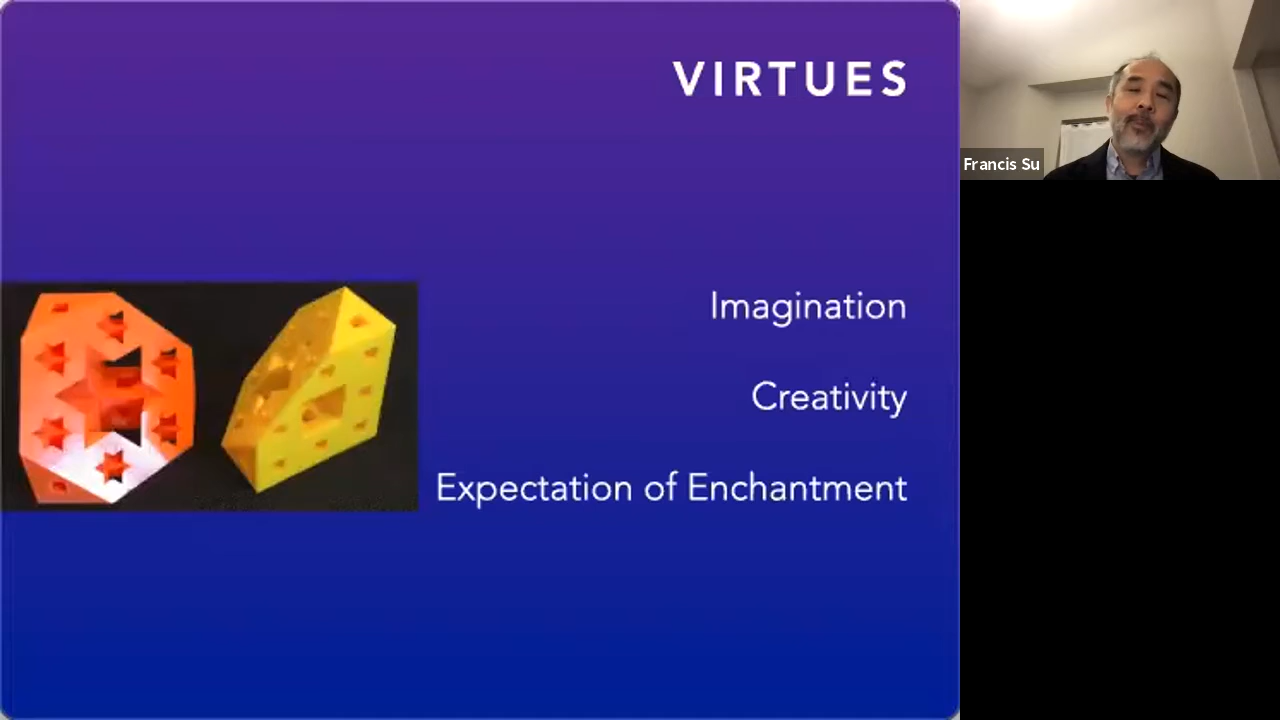 VIRTUES
Imagination
Creativity
Expectation of Enchantment
Francis Su